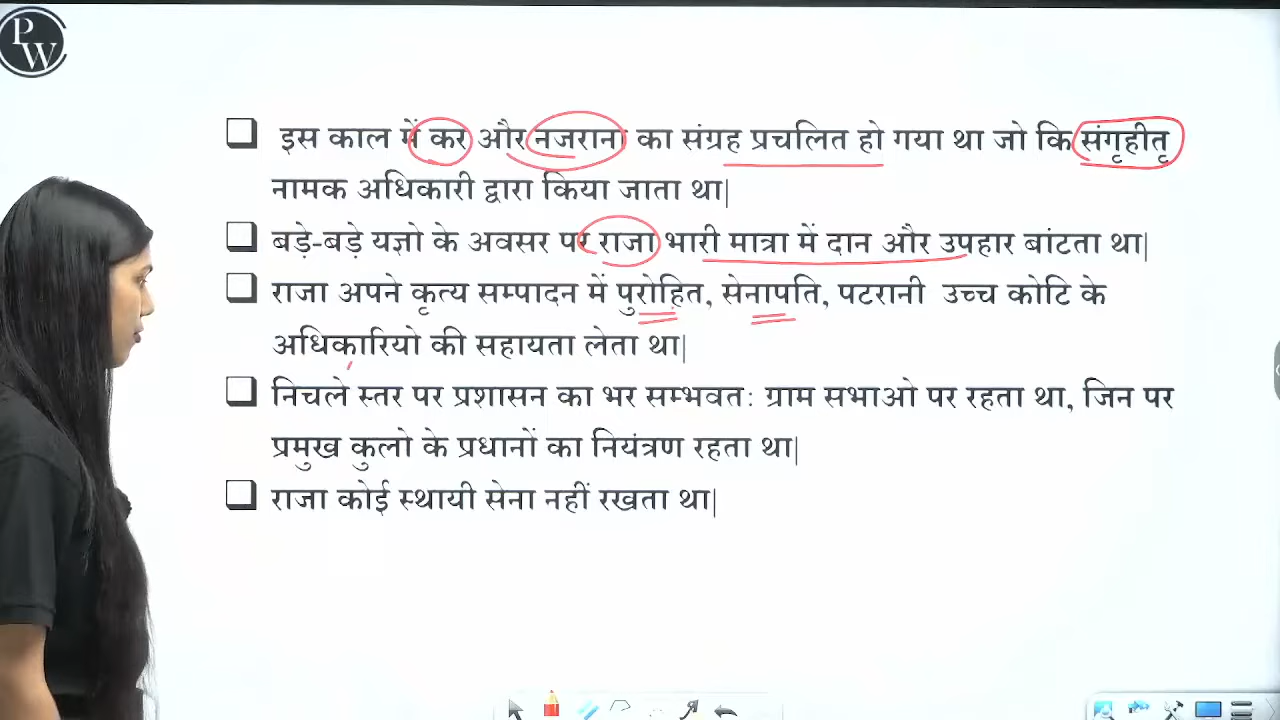 PW
इस काल में कर और नजराना का संग्रह प्रचलित हो गया था जो कि संगृहीतृ
नामक अधिकारी द्वारा किया जाता था|
बड़े-बड़े यज्ञो के अवसर पर राजा भारी मात्रा में दान और उपहार बांटता था|
राजा अपने कृत्य सम्पादन में पुरोहित, सेनापति, पटरानी उच्च कोटि के
अधिकारियो की सहायता लेता था|
निचले स्तर पर प्रशासन का भर सम्भवतः ग्राम सभाओ पर रहता था, जिन पर
प्रमुख कुलो के प्रधानों का नियंत्रण रहता था|
राजा कोई स्थायी सेना नहीं रखता था|